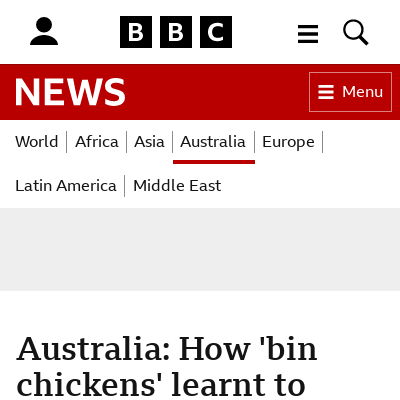 BBC
NEWS
Menu
World Africa Asia Australia Europe
Latin America Middle East
Australia: How 'bin
chickens' learnt to